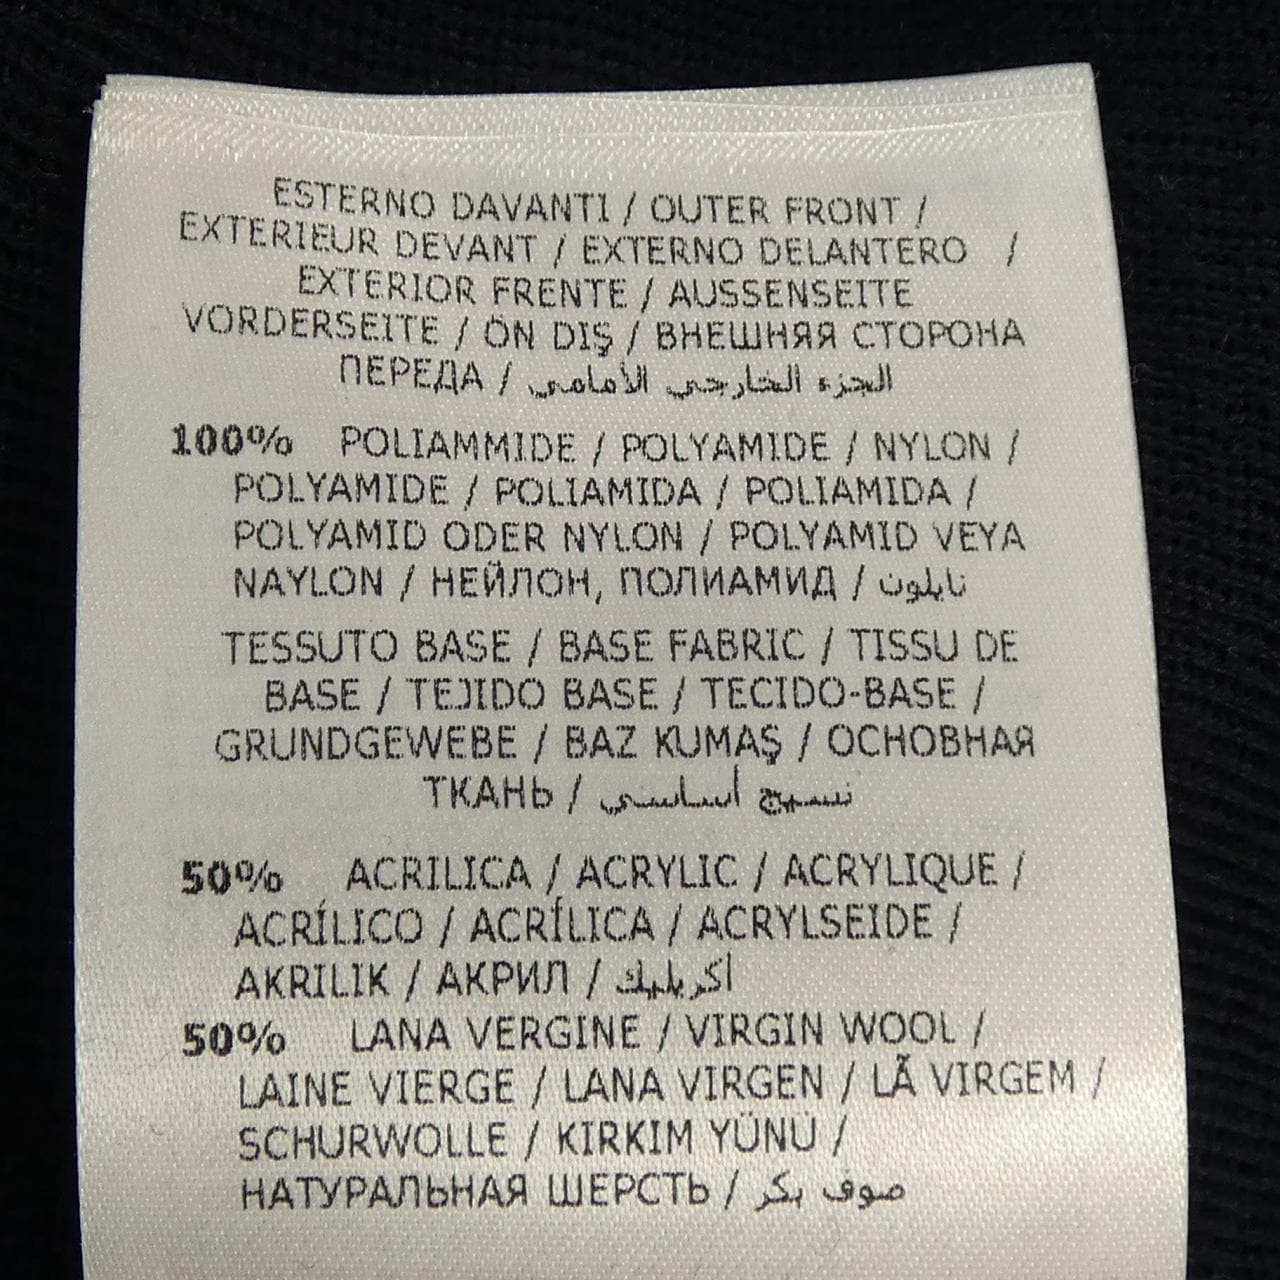 ESTERNO DAVANTI / OUTER FRONT /
EXTERIEUR DEVANT / EXTERNO DELANTERO /
EXTERIOR FRENTE / AUSSENSEITE
VORDERSEITE / ÖN DIŞ / ВНЕШНЯЯ СТОРОНА
ПЕРЕДА / الجزء الخارجي الأمامي
100% POLIAMMIDE / POLYAMIDE / NYLON /
POLYAMIDE / POLIAMIDA / POLIAMIDA /
POLYAMID ODER NYLON / POLYAMID VEYA
NAYLON / НЕЙЛОН, ПОЛИАМИД / نايلون
TESSUTO BASE / BASE FABRIC / TISSU DE
BASE / TEJIDO BASE / TECIDO-BASE /
GRUNDGEWEBE / BAZ KUMAŞ / ОСНОВНАЯ
ТКАНЬ / نسيج أساسي
50% ACRILICA / ACRYLIC / ACRYLIQUE /
ACRÍLICO / ACRÍLICA / ACRYLSEIDE /
AKRILIK / АКРИЛ / أكريليك
50% LANA VERGINE / VIRGIN WOOL /
LAINE VIERGE / LANA VIRGEN / LÃ VIRGEM /
SCHURWOLLE / KIRKIM YÜNÜ /
НАТУРАЛЬНАЯ ШЕРСТЬ / صوف بكر